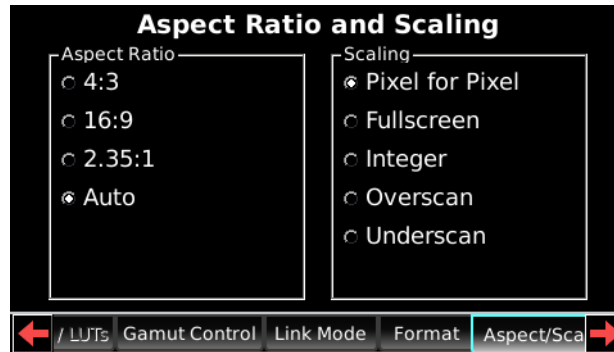 Aspect Ratio and Scaling
Aspect Ratio
4:3
16:9
2.35:1
Auto
Scaling
Pixel for Pixel
Fullscreen
Integer
Overscan
Underscan
/ LUTs Gamut Control Link Mode Format Aspect/Sca